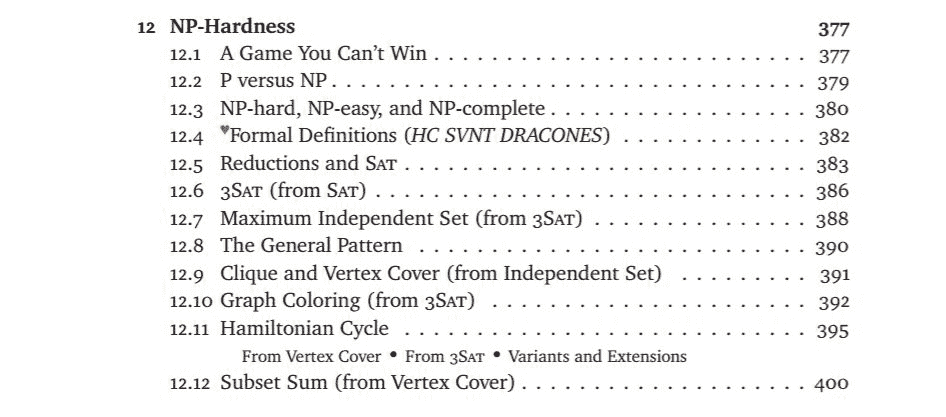 12 NP-Hardness 377
12.1 A Game You Can't Win . . . . . . . . . . . . . . . . . . . . . . . . . . . . 377
12.2 P versus NP . . . . . . . . . . . . . . . . . . . . . . . . . . . . . . . . . . . 379
12.3 NP-hard, NP-easy, and NP-complete . . . . . . . . . . . . . . . . . . . 380
12.4 ♥Formal Definitions (HC SVNT DRACONES) . . . . . . . . . . . . . . 382
12.5 Reductions and SAT . . . . . . . . . . . . . . . . . . . . . . . . . . . . . . 383
12.6 3SAT (from SAT) . . . . . . . . . . . . . . . . . . . . . . . . . . . . . . . . 386
12.7 Maximum Independent Set (from 3SAT) . . . . . . . . . . . . . . . . 388
12.8 The General Pattern . . . . . . . . . . . . . . . . . . . . . . . . . . . . . 390
12.9 Clique and Vertex Cover (from Independent Set) . . . . . . . . . . 391
12.10 Graph Coloring (from 3SAT) . . . . . . . . . . . . . . . . . . . . . . . . 392
12.11 Hamiltonian Cycle . . . . . . . . . . . . . . . . . . . . . . . . . . . . . . 395
From Vertex Cover • From 3SAT • Variants and Extensions
12.12 Subset Sum (from Vertex Cover) . . . . . . . . . . . . . . . . . . . . . 400